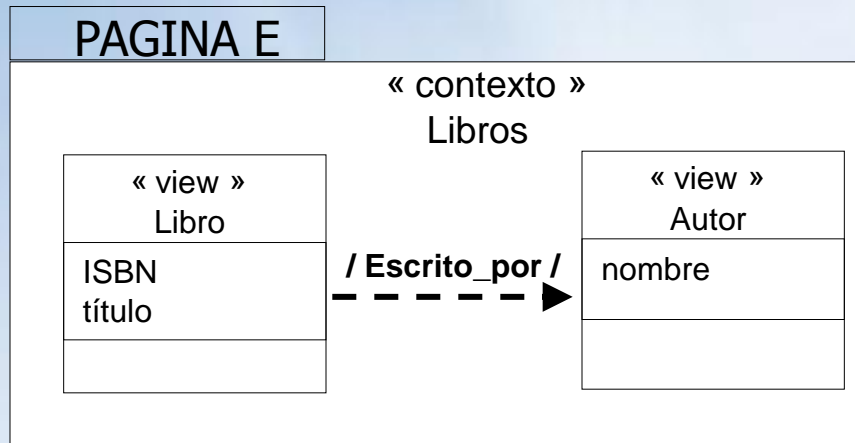 PAGINA E
« contexto »
Libros
« view »
Libro
ISBN
título
/ Escrito_por /
« view »
Autor
nombre